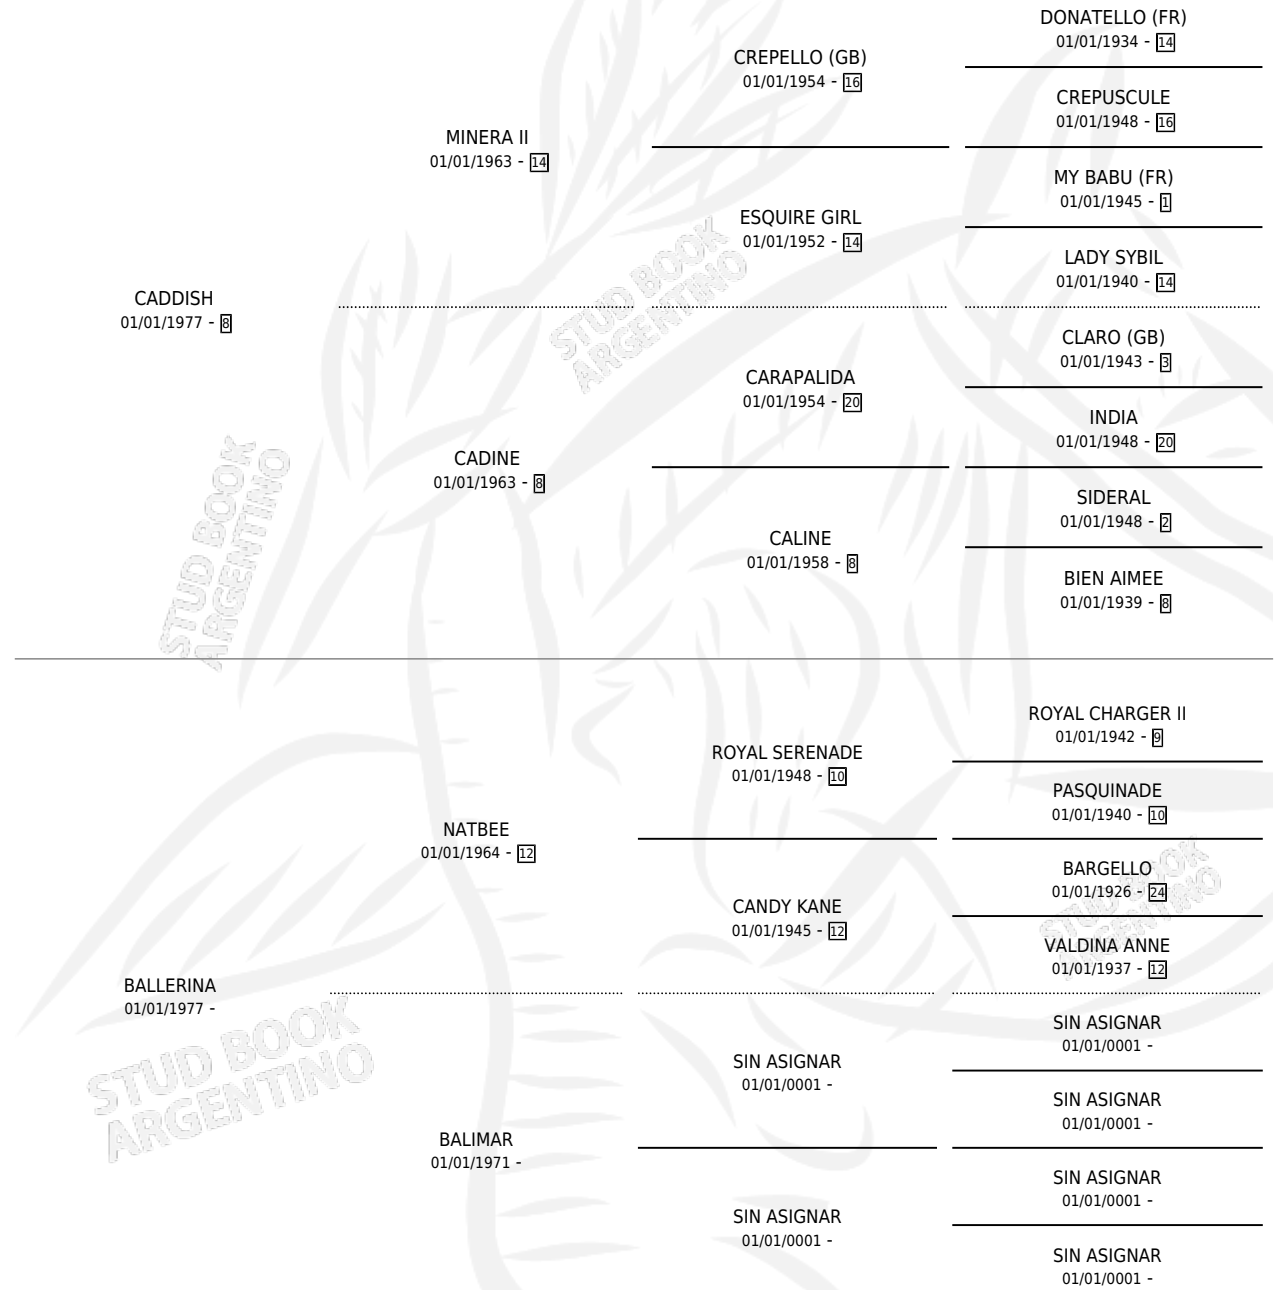 DONATELLO (FR)
01/01/1934 - 14
CREPELLO (GB)
01/01/1954 - 16
CREPUSCULE
01/01/1948 - 16
MINERA II
01/01/1963 - 14
MY BABU (FR)
01/01/1945 - 1
ESQUIRE GIRL
01/01/1952 - 14
LADY SYBIL
01/01/1940 - 14
CADDISH
01/01/1977 - 8
CLARO (GB)
01/01/1943 - 3
CARAPALIDA
01/01/1954 - 20
INDIA
01/01/1948 - 20
CADINE
01/01/1963 - 8
SIDERAL
01/01/1948 - 2
CALINE
01/01/1958 - 8
BIEN AIMEE
01/01/1939 - 8
STUD BOOK
ARGENTINO
STUD BOOK
ARGENTINO
ROYAL CHARGER II
01/01/1942 - 9
ROYAL SERENADE
01/01/1948 - 10
PASQUINADE
01/01/1940 - 10
NATBEE
01/01/1964 - 12
BARGELLO
01/01/1926 - 24
CANDY KANE
01/01/1945 - 12
VALDINA ANNE
01/01/1937 - 12
BALLERINA
01/01/1977 -
SIN ASIGNAR
01/01/0001 -
SIN ASIGNAR
01/01/0001 -
SIN ASIGNAR
01/01/0001 -
BALIMAR
01/01/1971 -
SIN ASIGNAR
01/01/0001 -
SIN ASIGNAR
01/01/0001 -
SIN ASIGNAR
01/01/0001 -
STUD BOOK
ARGENTINO
STUD BOOK
ARGENTINO